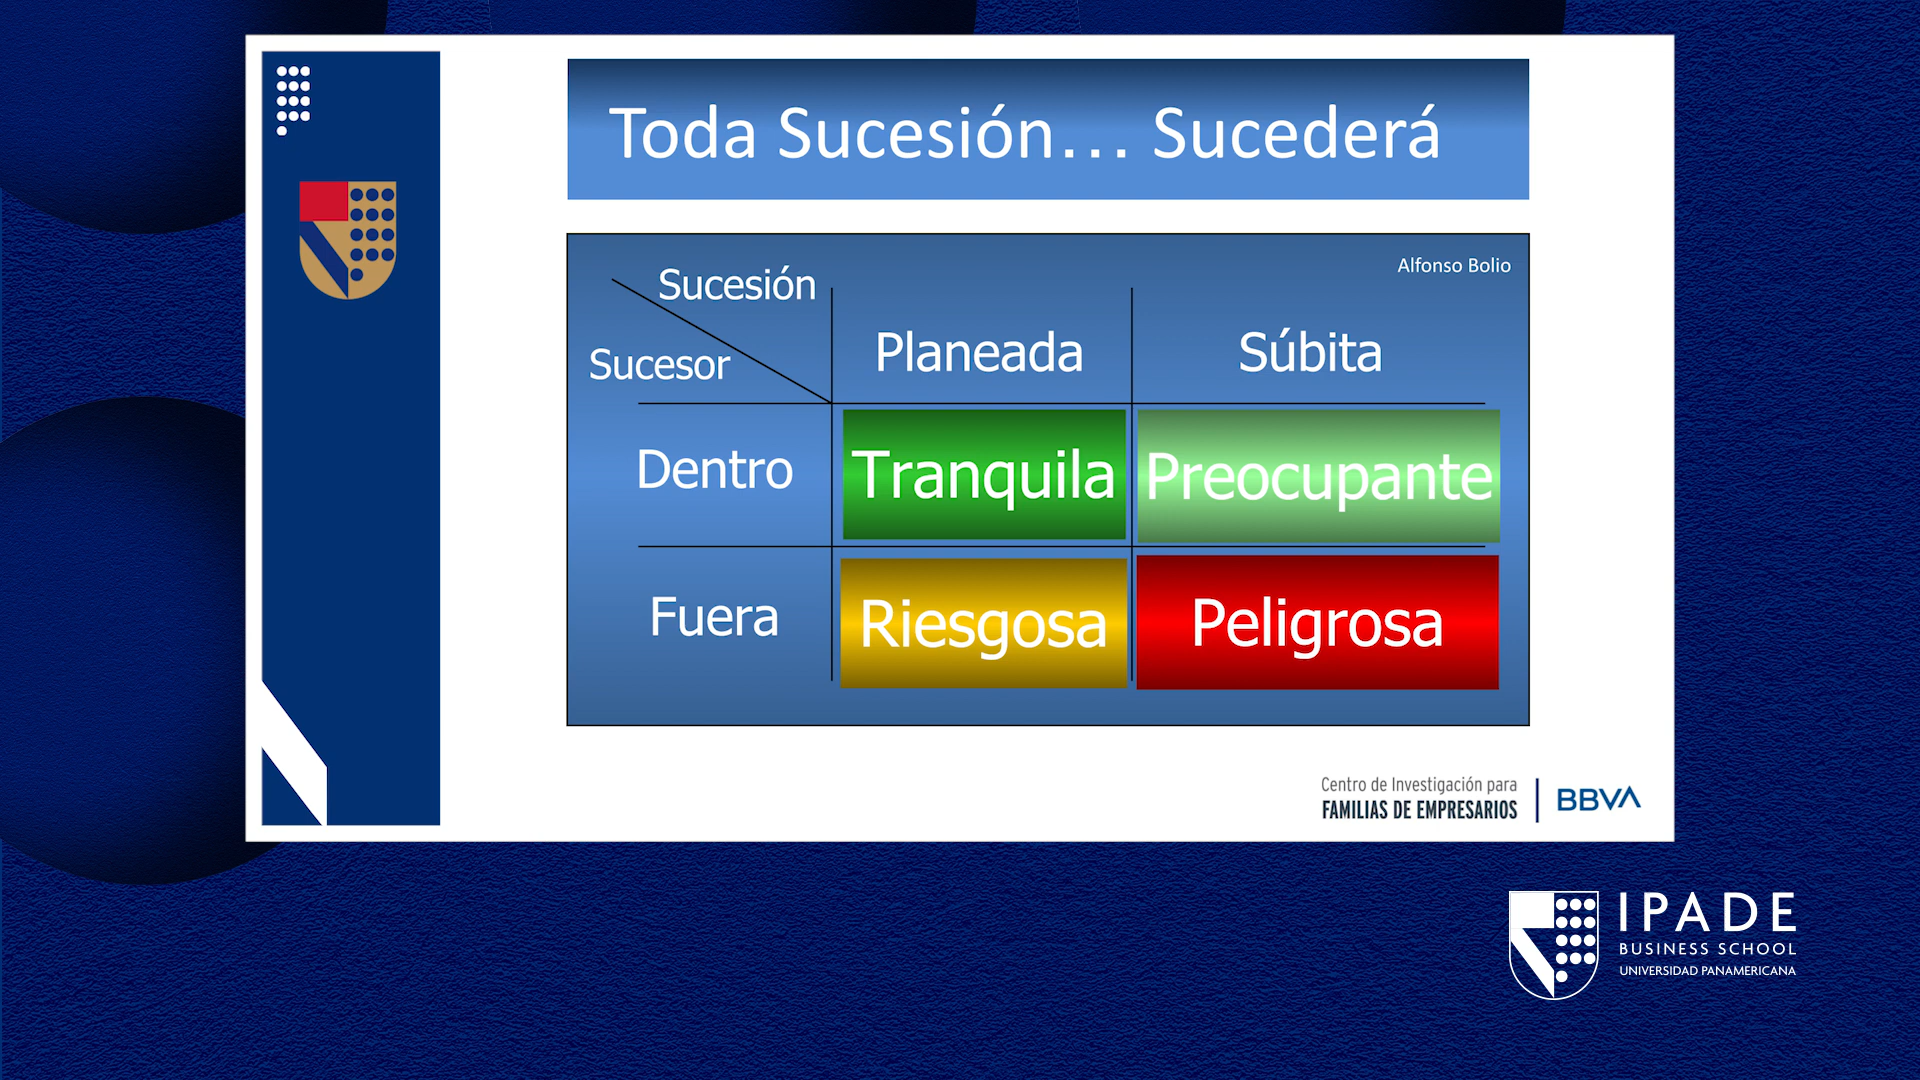 Toda Sucesión... Sucederá
Alfonso Bolio
Sucesión
Sucesor
Planeada
Súbita
Dentro
Tranquila
Preocupante
Fuera
Riesgosa
Peligrosa
Centro de Investigación para
FAMILIAS DE EMPRESARIOS
BBVA
IPADE
BUSINESS SCHOOL
UNIVERSIDAD PANAMERICANA